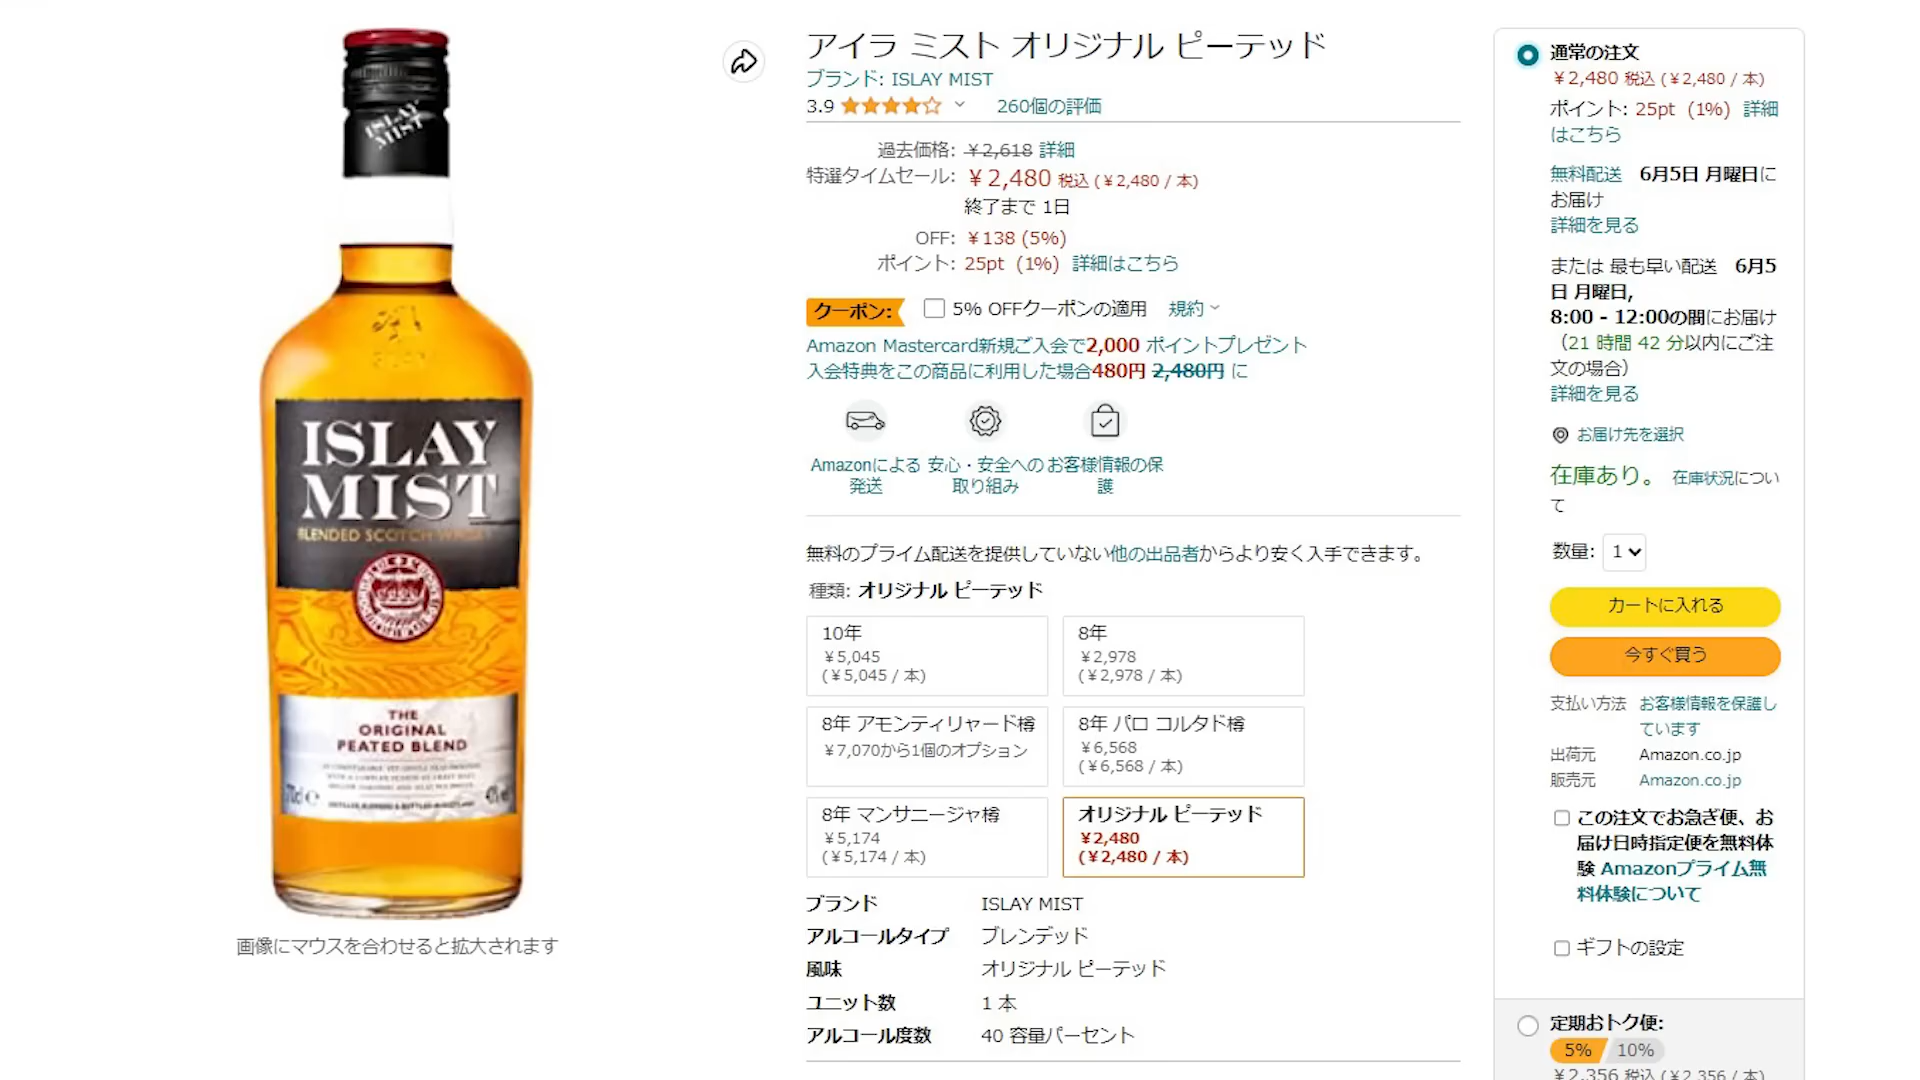 ISLAY
MIST
ISLAY
MIST
BLENDED SCOTCH
THE
ORIGINAL
PEATED BLEND
画像にマウスを合わせると拡大されます
アイラ ミスト オリジナル ピーテッド
ブランド: ISLAY MIST
3.9 260個の評価
過去価格: ￥2,618 詳細
特選タイムセール: ￥2,480 税込 (￥2,480 / 本)
終了まで 1日
OFF: ￥138 (5%)
ポイント: 25pt (1%) 詳細はこちら
クーポン: 5% OFFクーポンの適用 規約
Amazon Mastercard新規ご入会で2,000 ポイントプレゼント
入会特典をこの商品に利用した場合480円 2,480円 に
Amazonによる発送
安心・安全への取り組み
お客様情報の保護
無料のプライム配送を提供していない他の出品者からより安く入手できます。
種類: オリジナル ピーテッド
10年
￥5,045
(￥5,045 / 本)
8年
￥2,978
(￥2,978 / 本)
8年 アモンティリャード樽
￥7,070から1個のオプション
8年 パロ コルタド樽
￥6,568
(￥6,568 / 本)
8年 マンサニージャ樽
￥5,174
(￥5,174 / 本)
オリジナル ピーテッド
￥2,480
(￥2,480 / 本)
ブランド ISLAY MIST
アルコールタイプ ブレンデッド
風味 オリジナル ピーテッド
ユニット数 1 本
アルコール度数 40 容量パーセント
通常の注文
￥2,480 税込 (￥2,480 / 本)
ポイント: 25pt (1%) 詳細
はこちら
無料配送 6月5日 月曜日に
お届け
詳細を見る
または 最も早い配送 6月5
日 月曜日,
8:00 - 12:00の間にお届け
（21 時間 42 分以内にご注
文の場合）
詳細を見る
お届け先を選択
在庫あり。 在庫状況につい
て
数量: 1
カートに入れる
今すぐ買う
支払い方法 お客様情報を保護し
ています
出荷元 Amazon.co.jp
販売元 Amazon.co.jp
この注文でお急ぎ便、お
届け日時指定便を無料体
験 Amazonプライム無
料体験について
ギフトの設定
定期おトク便:
5% 10%
￥2,356 税込 (￥2,356 / 本)